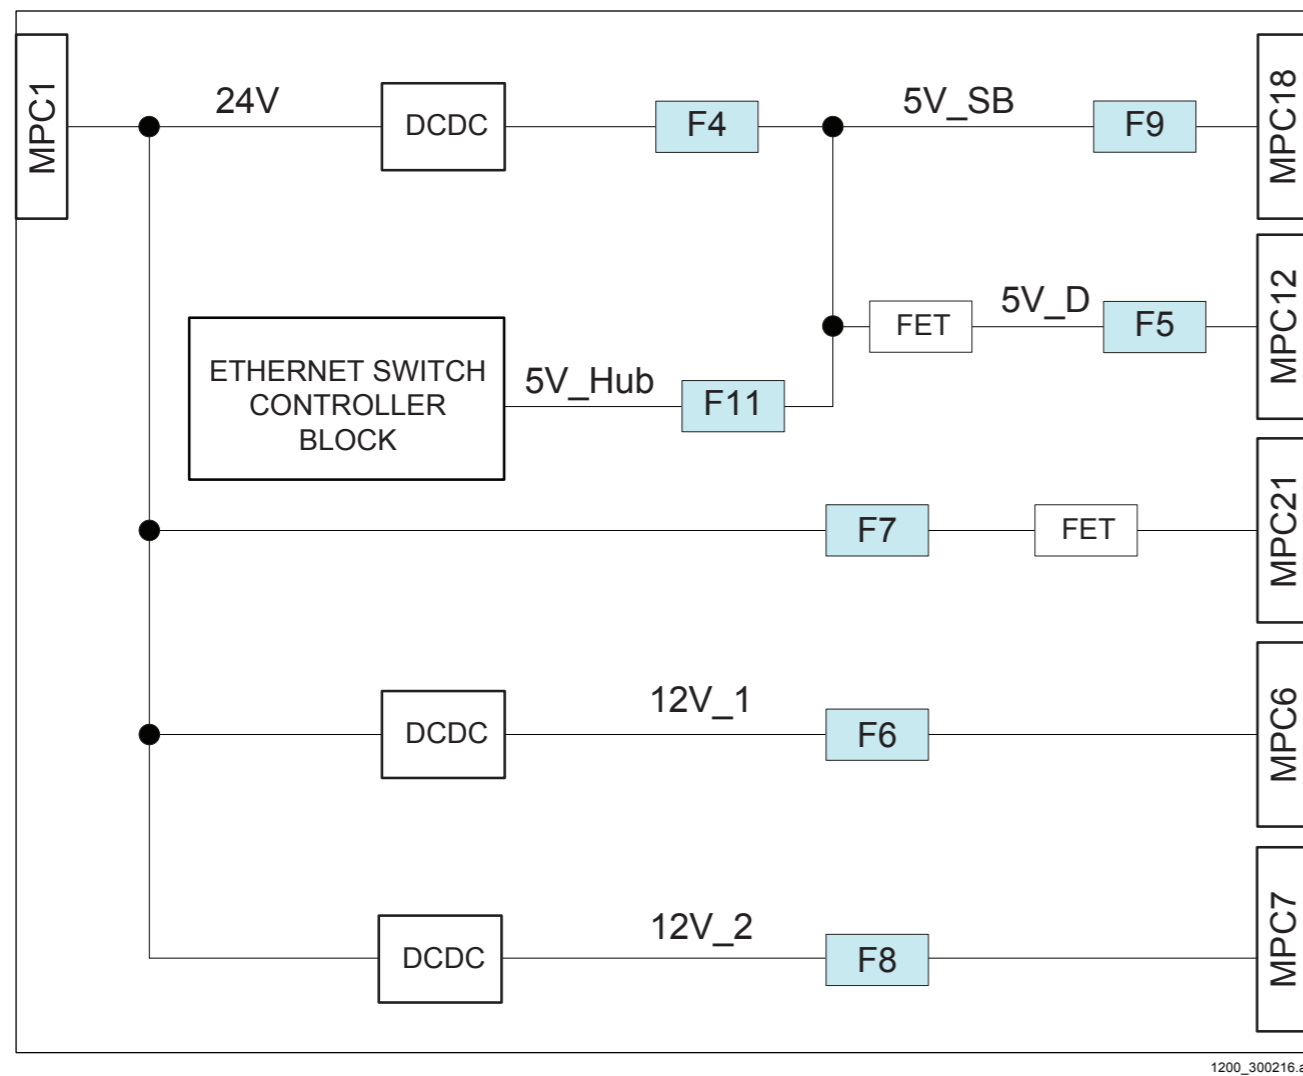 MPC1
24V
DCDC
F4
5V_SB
F9
MPC18
ETHERNET SWITCH
CONTROLLER
BLOCK
5V_Hub
F11
FET
5V_D
F5
MPC12
F7
FET
MPC21
DCDC
12V_1
F6
MPC6
DCDC
12V_2
F8
MPC7
1200_300216.a